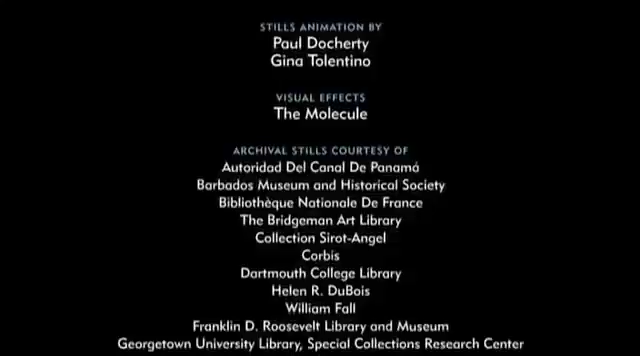 STILLS ANIMATION BY
Paul Docherty
Gina Tolentino
VISUAL EFFECTS
The Molecule
ARCHIVAL STILLS COURTESY OF
Autoridad Del Canal De Panamá
Barbados Museum and Historical Society
Bibliothèque Nationale De France
The Bridgeman Art Library
Collection Sirot-Angel
Corbis
Dartmouth College Library
Helen R. DuBois
William Fall
Franklin D. Roosevelt Library and Museum
Georgetown University Library, Special Collections Research Center